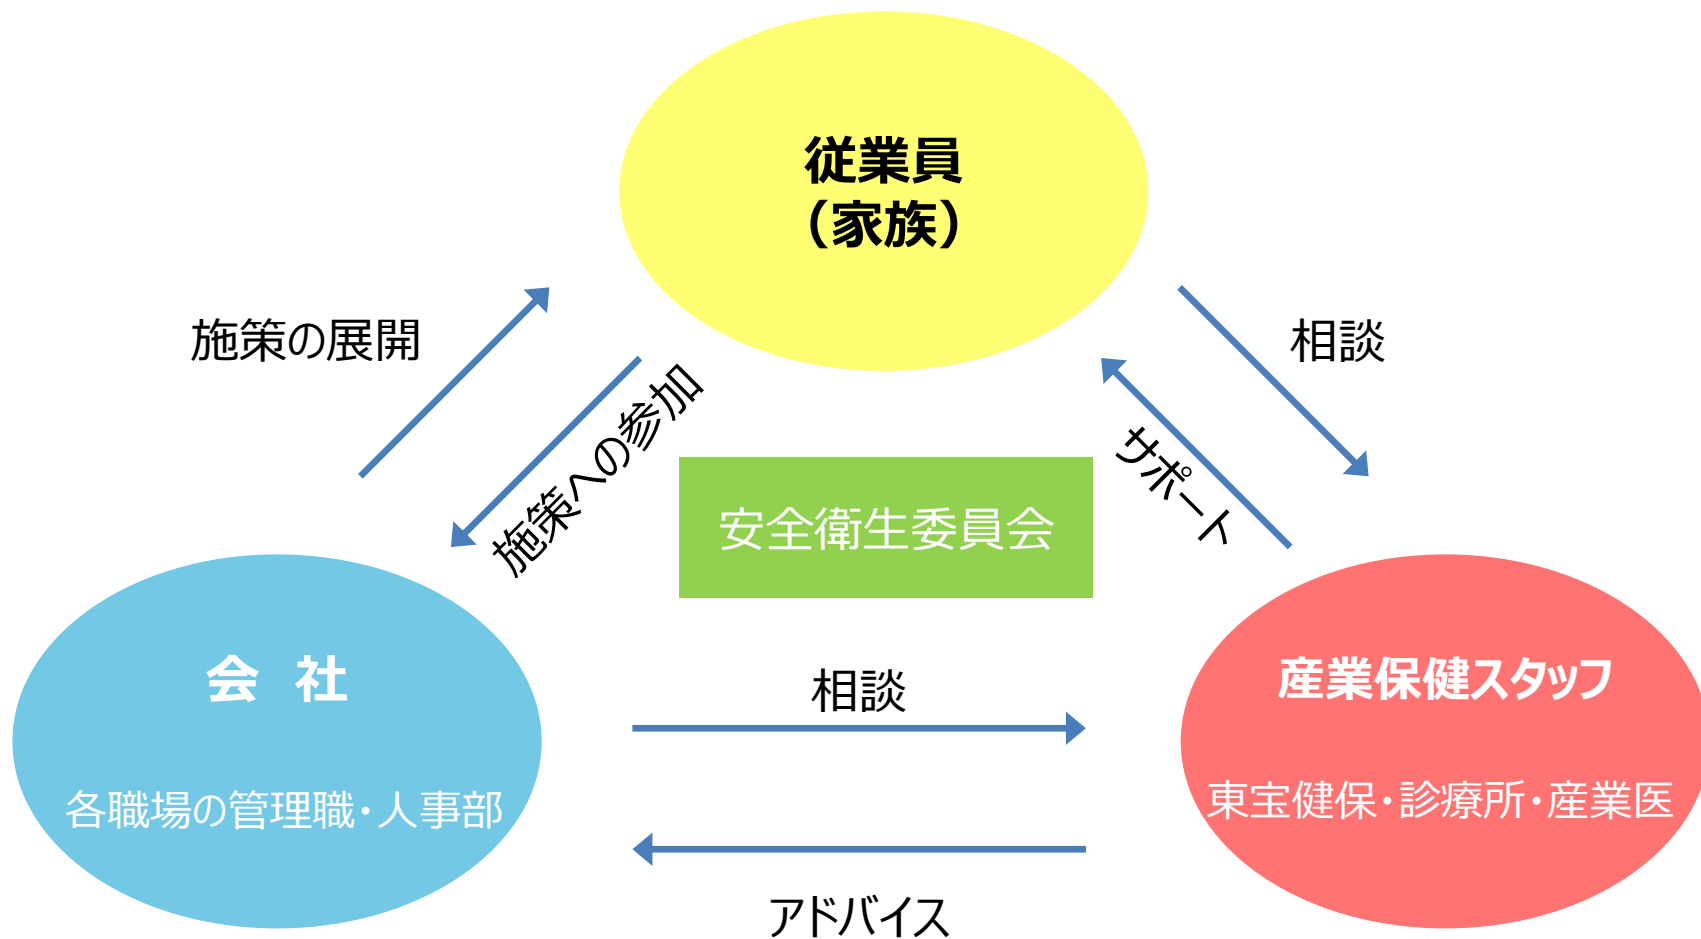 従業員
（家族）
施策の展開
相談
施策への参加
サポート
安全衛生委員会
会　社
各職場の管理職・人事部
相談
産業保健スタッフ
東宝健保・診療所・産業医
アドバイス